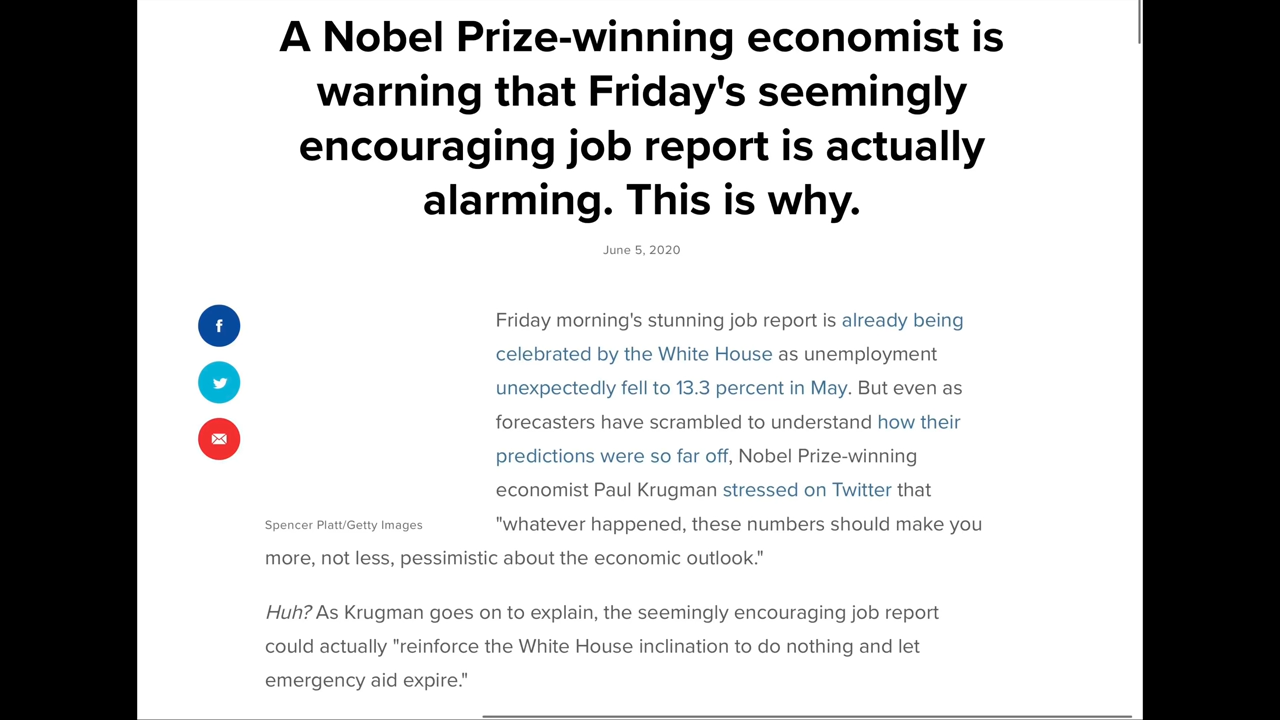 A Nobel Prize-winning economist is
warning that Friday's seemingly
encouraging job report is actually
alarming. This is why.
June 5, 2020
f
Friday morning's stunning job report is already being
celebrated by the White House as unemployment
unexpectedly fell to 13.3 percent in May. But even as
forecasters have scrambled to understand how their
predictions were so far off, Nobel Prize-winning
economist Paul Krugman stressed on Twitter that
Spencer Platt/Getty Images
"whatever happened, these numbers should make you
more, not less, pessimistic about the economic outlook."
Huh? As Krugman goes on to explain, the seemingly encouraging job report
could actually "reinforce the White House inclination to do nothing and let
emergency aid expire."